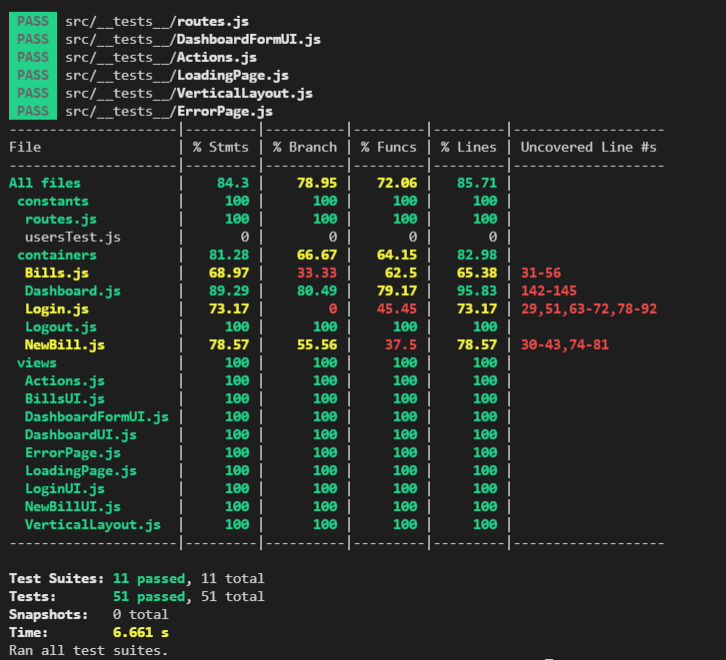 PASS src/__tests__/routes.js
PASS src/__tests__/DashboardFormUI.js
PASS src/__tests__/Actions.js
PASS src/__tests__/LoadingPage.js
PASS src/__tests__/VerticalLayout.js
PASS src/__tests__/ErrorPage.js
---------------------|---------|----------|---------|---------|-------------------
File                 | % Stmts | % Branch | % Funcs | % Lines | Uncovered Line #s
---------------------|---------|----------|---------|---------|-------------------
All files            |    84.3 |    78.95 |   72.06 |   85.71 |
 constants           |     100 |      100 |     100 |     100 |
  routes.js          |     100 |      100 |     100 |     100 |
  usersTest.js       |       0 |        0 |       0 |       0 |
 containers          |   81.28 |    66.67 |   64.15 |   82.98 |
  Bills.js           |   68.97 |    33.33 |    62.5 |   65.38 | 31-56
  Dashboard.js       |   89.29 |    80.49 |   79.17 |   95.83 | 142-145
  Login.js           |   73.17 |        0 |   45.45 |   73.17 | 29,51,63-72,78-92
  Logout.js          |     100 |      100 |     100 |     100 |
  NewBill.js         |   78.57 |    55.56 |    37.5 |   78.57 | 30-43,74-81
 views               |     100 |      100 |     100 |     100 |
  Actions.js         |     100 |      100 |     100 |     100 |
  BillsUI.js         |     100 |      100 |     100 |     100 |
  DashboardFormUI.js |     100 |      100 |     100 |     100 |
  DashboardUI.js     |     100 |      100 |     100 |     100 |
  ErrorPage.js       |     100 |      100 |     100 |     100 |
  LoadingPage.js     |     100 |      100 |     100 |     100 |
  LoginUI.js         |     100 |      100 |     100 |     100 |
  NewBillUI.js       |     100 |      100 |     100 |     100 |
  VerticalLayout.js  |     100 |      100 |     100 |     100 |
---------------------|---------|----------|---------|---------|-------------------
Test Suites: 11 passed, 11 total
Tests:       51 passed, 51 total
Snapshots:   0 total
Time:        6.661 s
Ran all test suites.